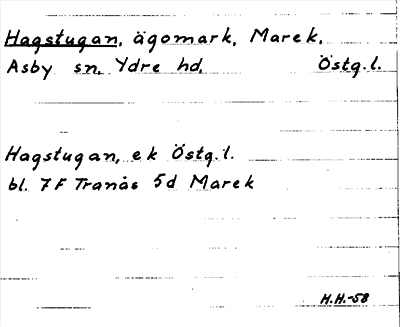 Hagstugan, ägomark, Marek,
Asby sn, Ydre hd, Östg.l.
Hagstugan, ek Östg.l.
bl. 7F Tranås 5d Marek
H.H.-58